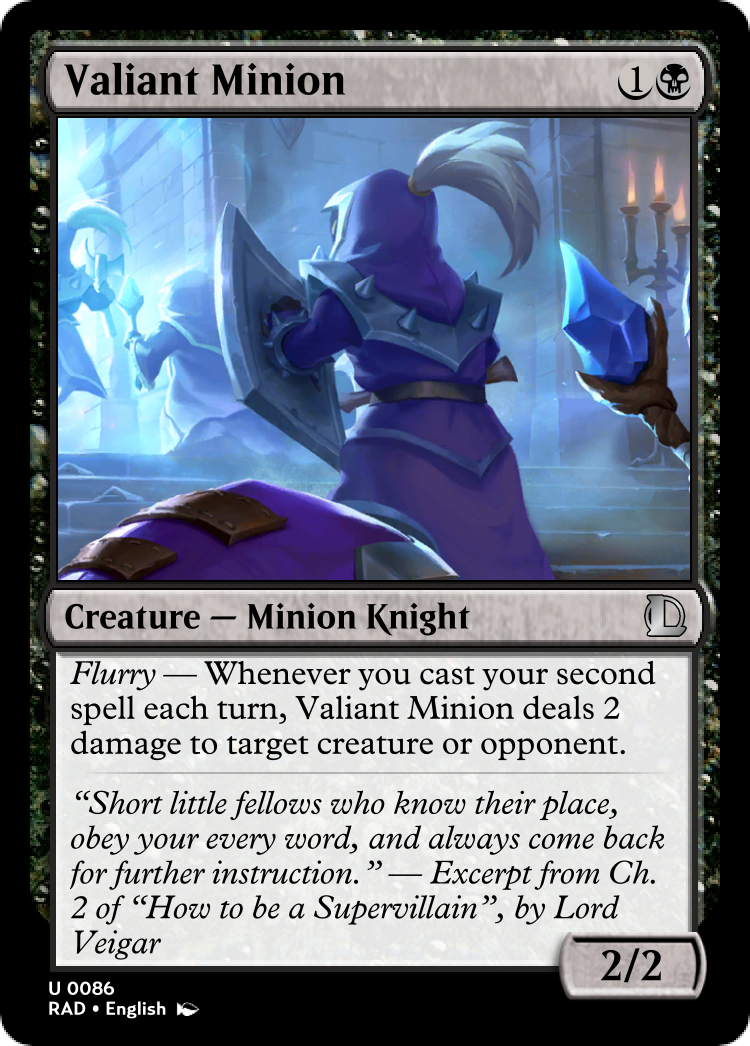 Valiant Minion
1
Creature — Minion Knight
Flurry — Whenever you cast your second
spell each turn, Valiant Minion deals 2
damage to target creature or opponent.
“Short little fellows who know their place,
obey your every word, and always come back
for further instruction.” — Excerpt from Ch.
2 of “How to be a Supervillain”, by Lord
Veigar
2/2
U 0086
RAD • English